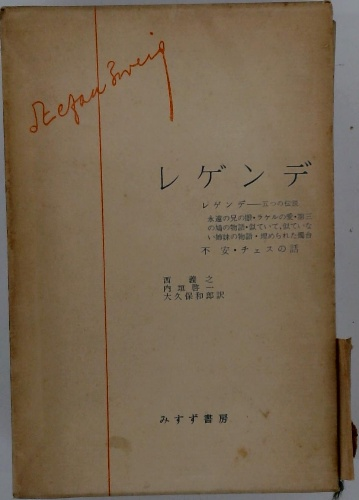 Stefan Zweig
レゲンデ
レゲンデ──五つの伝説
永遠の兄の眼・ラケルの愛・第三
の鳩の物語・似ていて、似ていな
い姉妹の物語・埋められた燭台
不安・チェスの話
西 義之
内垣啓一
大久保和郎訳
みすず書房